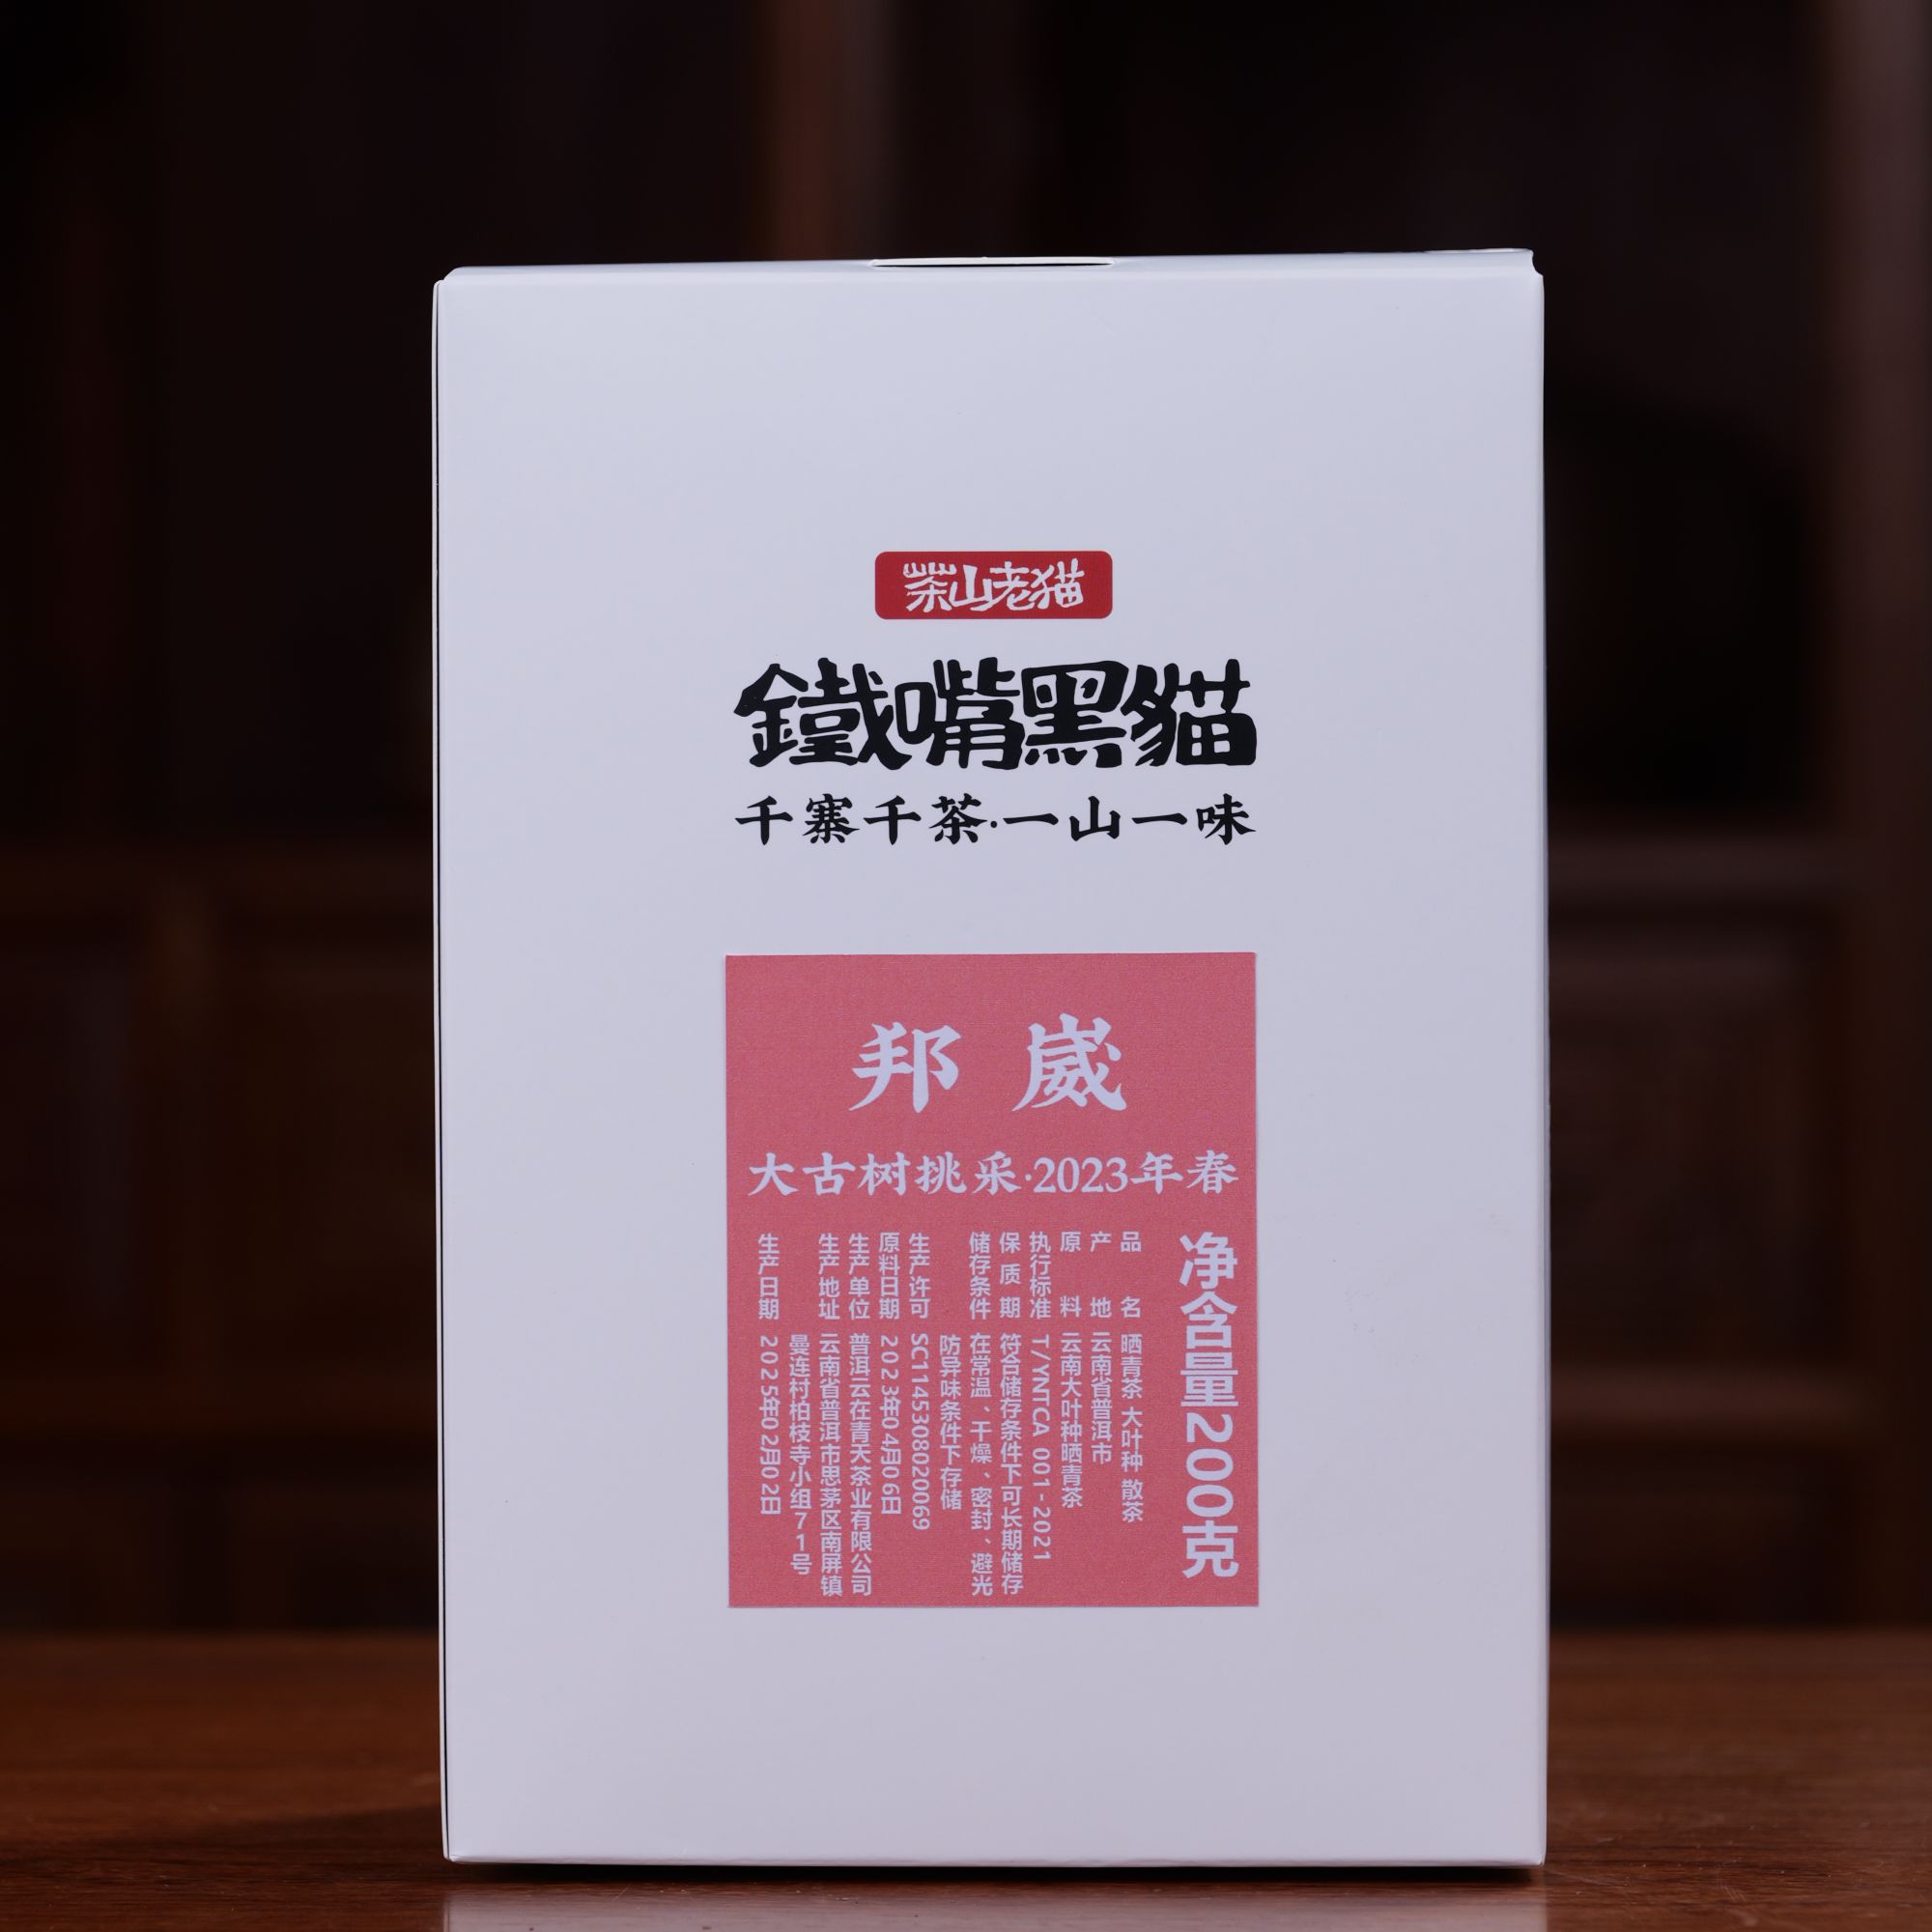 茶山老猫
鐵嘴黑貓
千寨千茶·一山一味
邦崴
大古树挑采·2023年春
净含量200克
品名 晒青茶 大叶种 散茶
产地 云南省普洱市
原料 云南大叶种晒青茶
执行标准 T/YNTCA 001-2021
保质期 符合储存条件下可长期储存
储存条件 在常温、干燥、密封、避光
防异味条件下存储
生产许可 SC1145308020069
原料日期 2023年04月06日
生产单位 普洱云在青天茶业有限公司
生产地址 云南省普洱市思茅区南屏镇
曼连村柏枝寺小组71号
生产日期 2025年02月02日